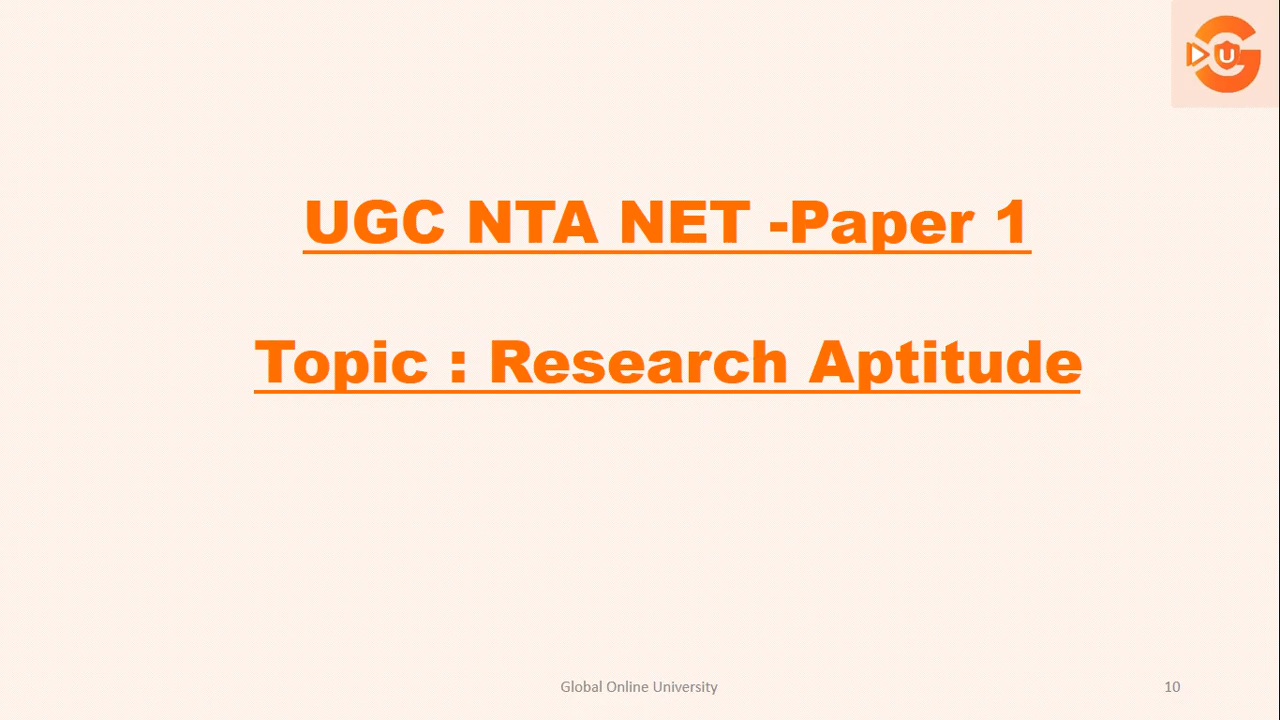 U
UGC NTA NET -Paper 1
Topic : Research Aptitude
Global Online University
10